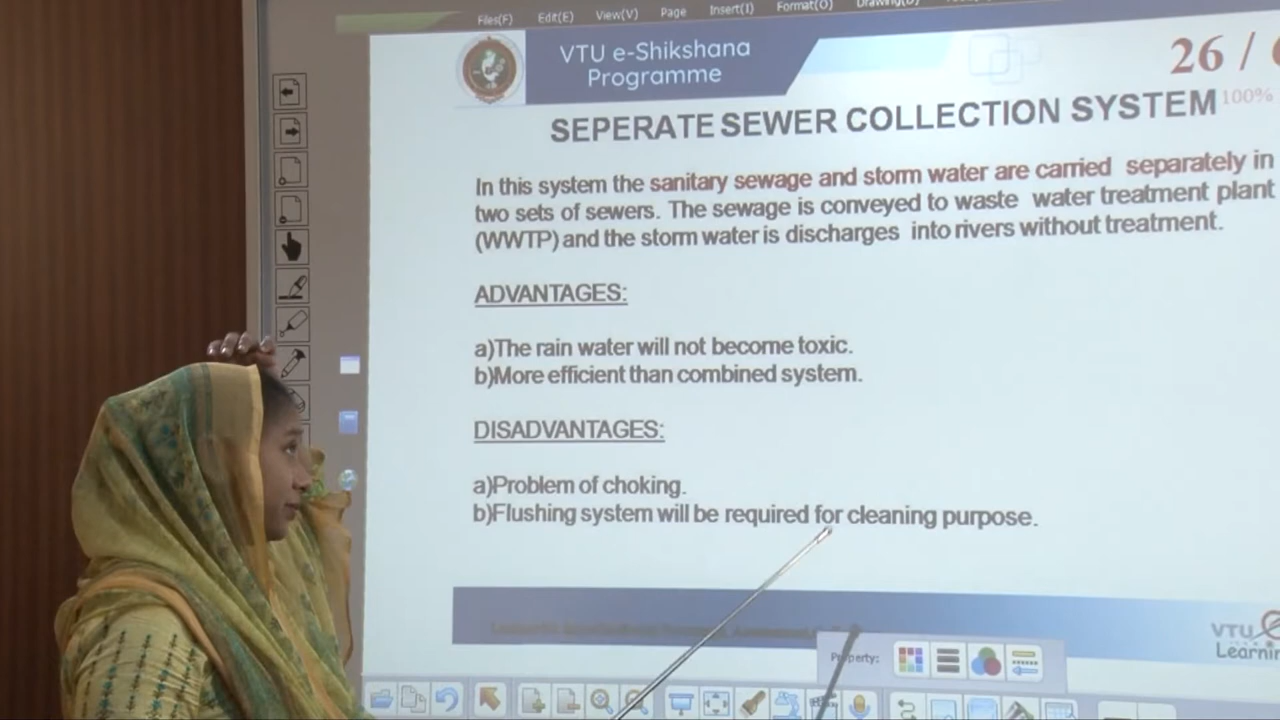 Files(F) Edit(E) View(V) Page Insert(I) Format(O) Drawing(D)
VTU e-Shikshana
Programme
26 /
100%
SEPERATE SEWER COLLECTION SYSTEM
In this system the sanitary sewage and storm water are carried separately in
two sets of sewers. The sewage is conveyed to waste water treatment plant
(WWTP) and the storm water is discharges into rivers without treatment.
ADVANTAGES:
a)The rain water will not become toxic.
b)More efficient than combined system.
DISADVANTAGES:
a)Problem of choking.
b)Flushing system will be required for cleaning purpose.
VTU
Learnin
Property: